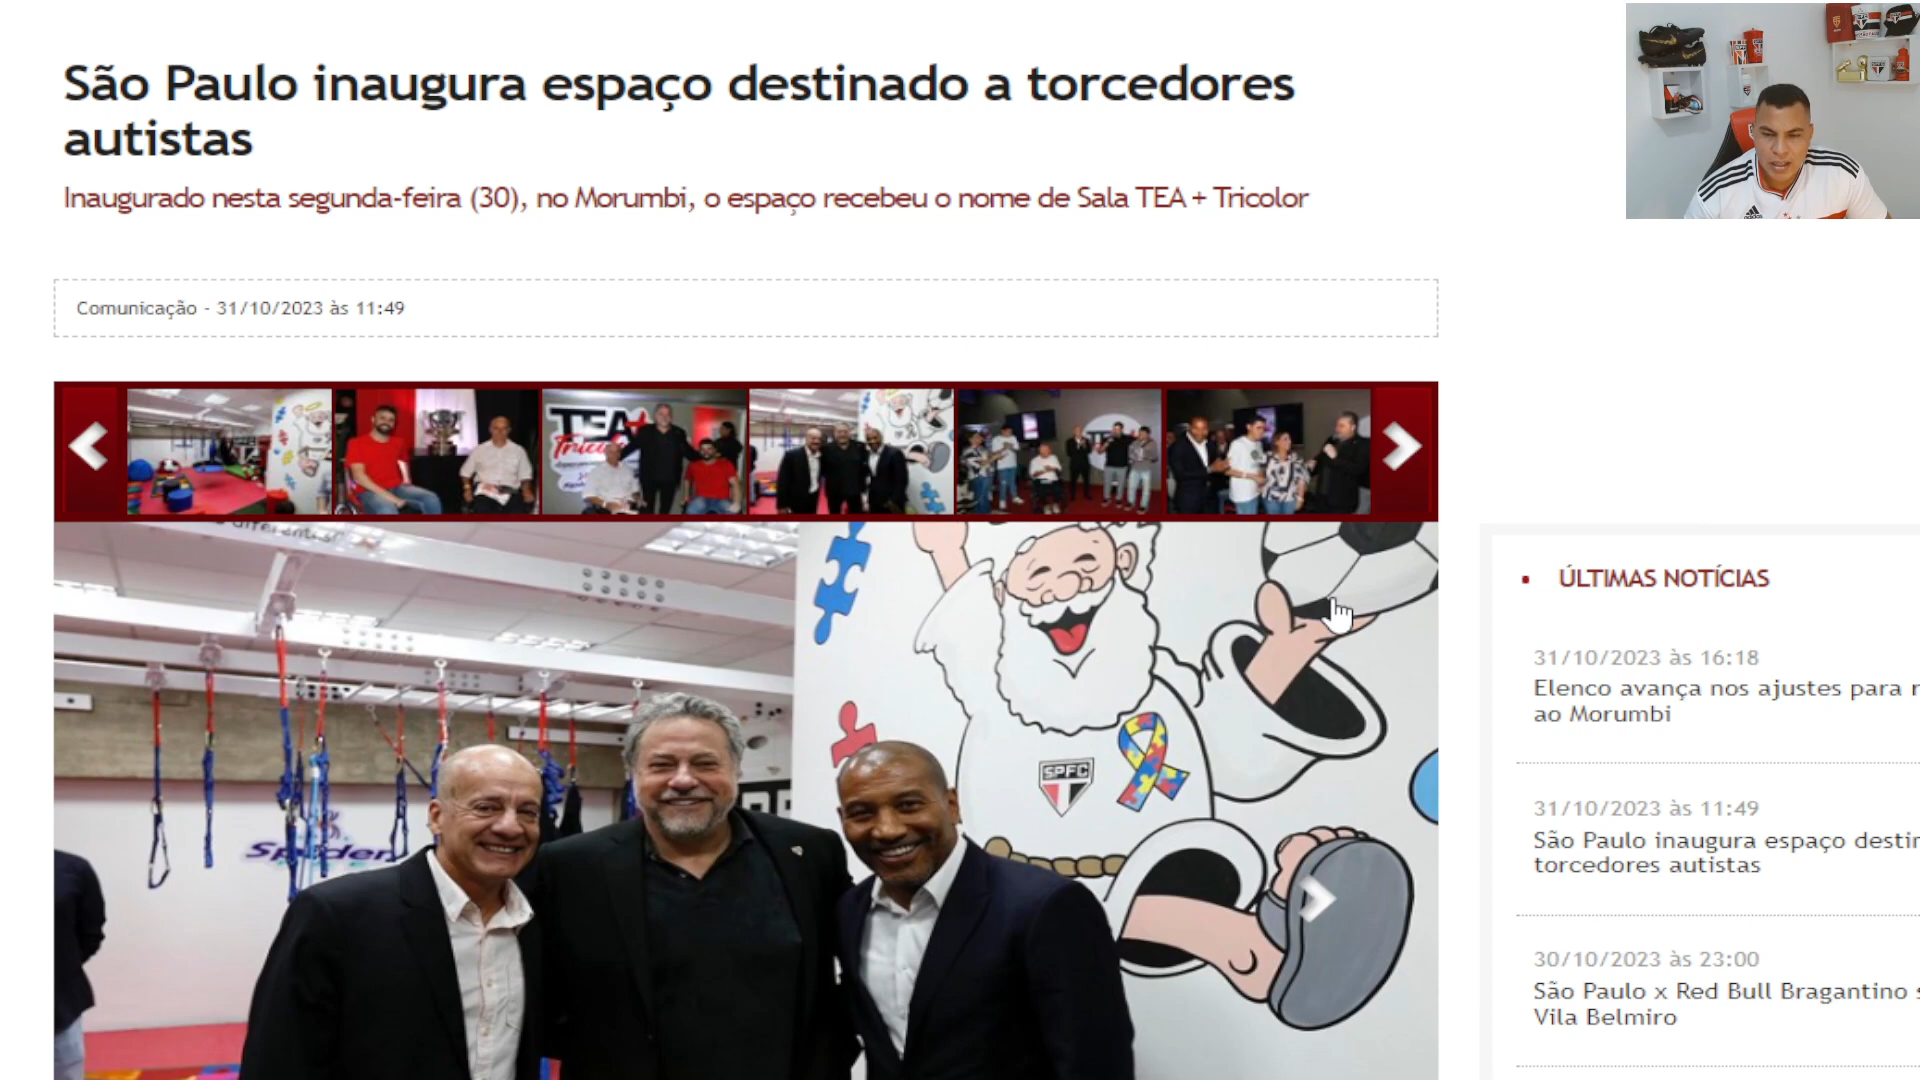 São Paulo inaugura espaço destinado a torcedores
autistas
Inaugurado nesta segunda-feira (30), no Morumbi, o espaço recebeu o nome de Sala TEA + Tricolor
Comunicação - 31/10/2023 às 11:49
TEA+
SPFC
Spider
ÚLTIMAS NOTÍCIAS
31/10/2023 às 16:18
Elenco avança nos ajustes para
ao Morumbi
31/10/2023 às 11:49
São Paulo inaugura espaço
torcedores autistas
30/10/2023 às 23:00
São Paulo x Red Bull Bragantino
Vila Belmiro